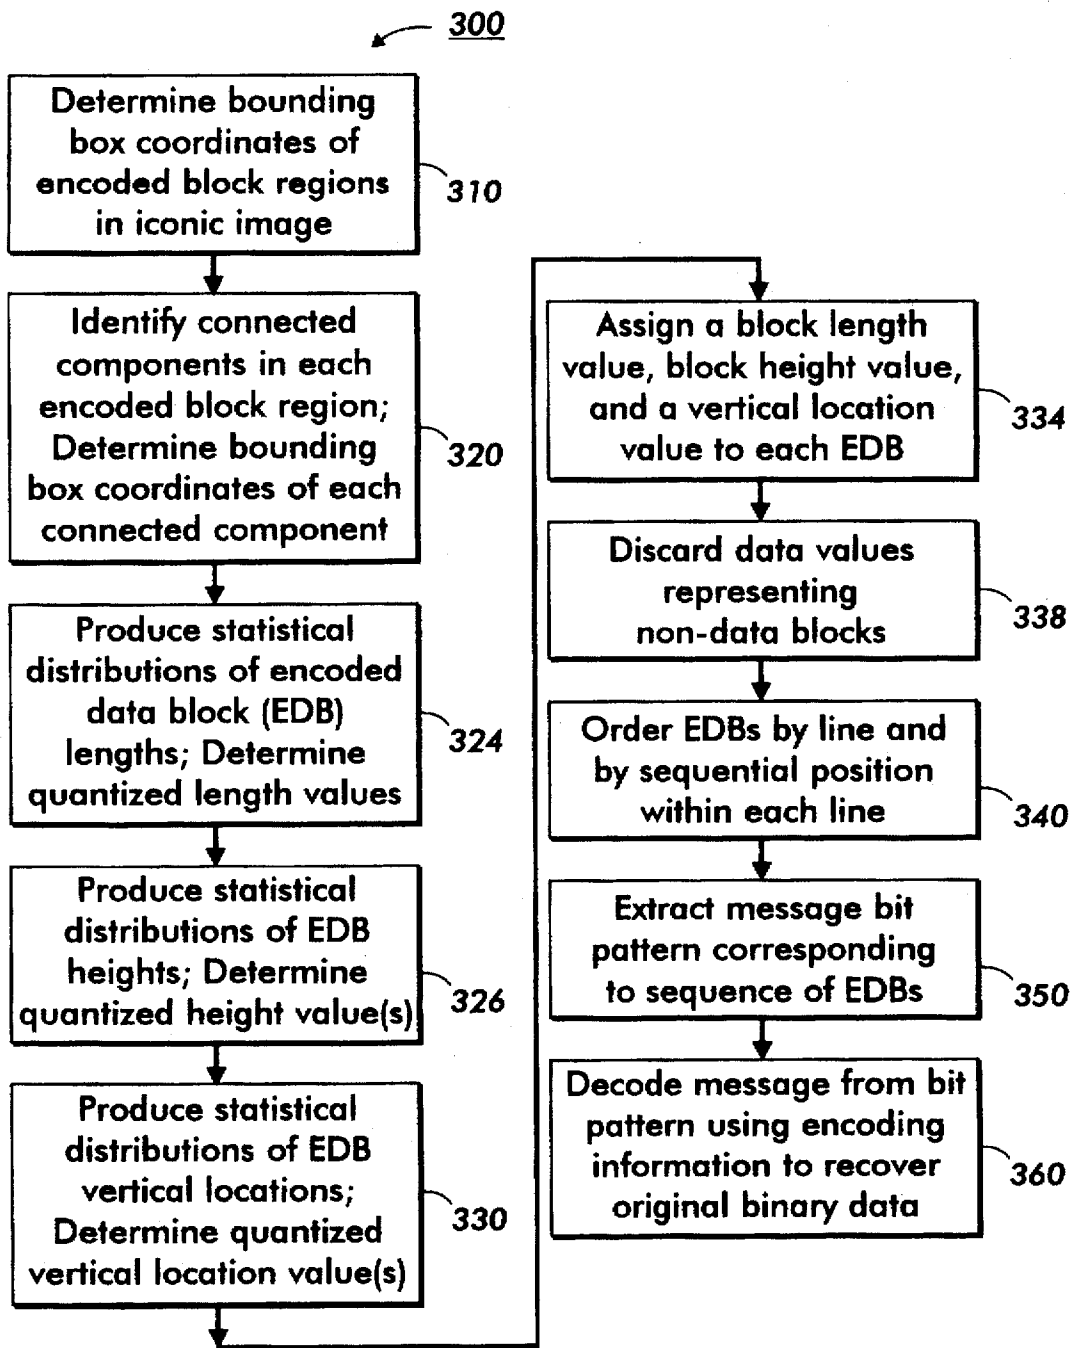 300
Determine bounding
box coordinates of
encoded block regions
in iconic image
310
Identify connected
components in each
encoded block region;
Determine bounding
box coordinates of each
connected component
320
Produce statistical
distributions of encoded
data block (EDB)
lengths; Determine
quantized length values
324
Produce statistical
distributions of EDB
heights; Determine
quantized height value(s)
326
Produce statistical
distributions of EDB
vertical locations;
Determine quantized
vertical location value(s)
330
Assign a block length
value, block height value,
and a vertical location
value to each EDB
334
Discard data values
representing
non-data blocks
338
Order EDBs by line and
by sequential position
within each line
340
Extract message bit
pattern corresponding
to sequence of EDBs
350
Decode message from bit
pattern using encoding
information to recover
original binary data
360